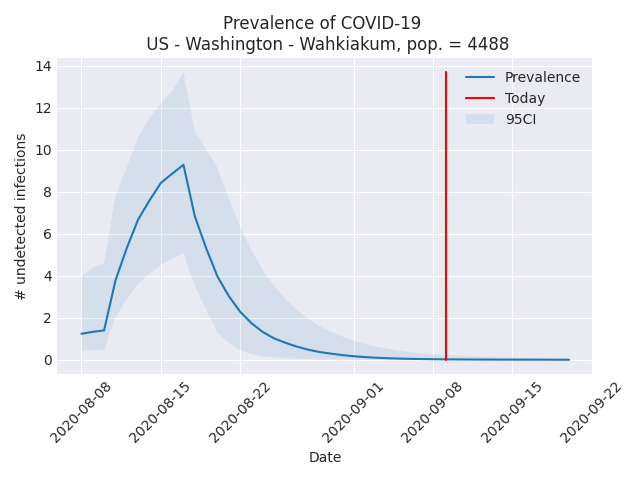 Prevalence of COVID-19
US - Washington - Wahkiakum, pop. = 4488
14
12
10
8
6
4
2
0
# undetected infections
Prevalence
Today
95CI
2020-08-08
2020-08-15
2020-08-22
2020-09-01
2020-09-08
2020-09-15
2020-09-22
Date